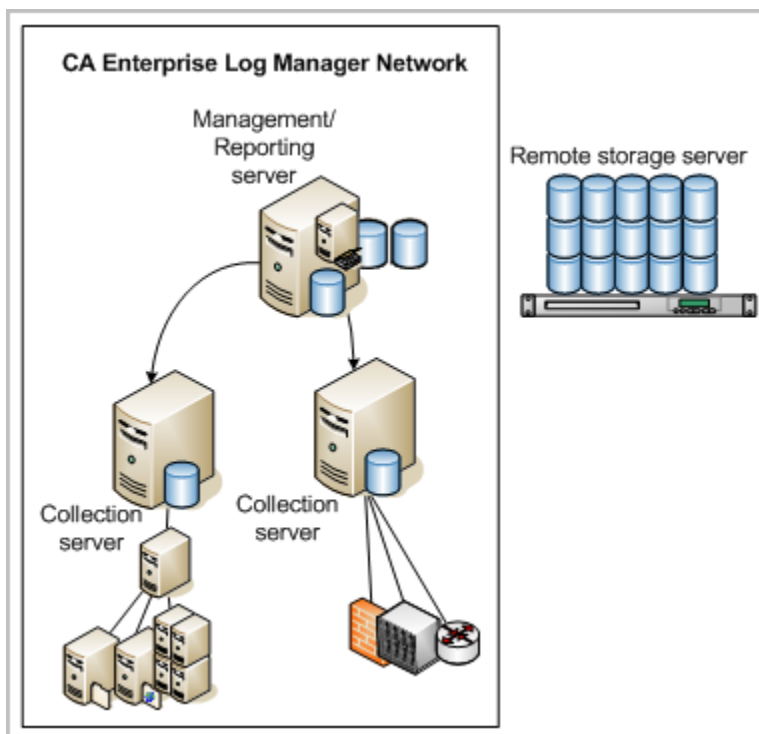 CA Enterprise Log Manager Network
Management/
Reporting
server
Remote storage server
Collection
server
Collection
server